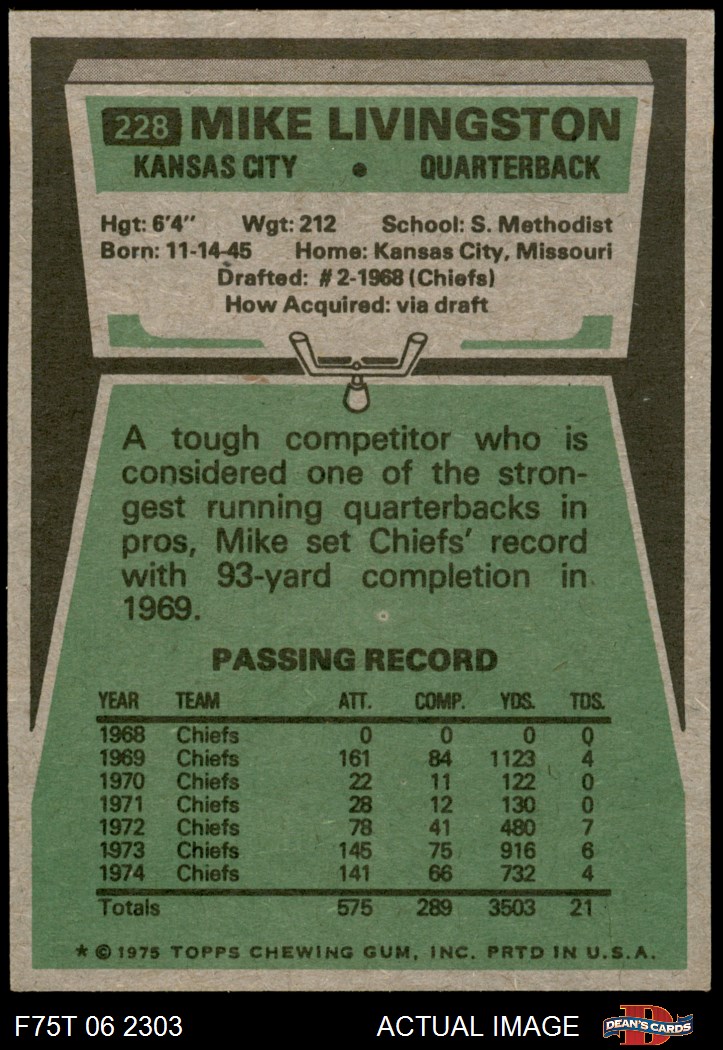 228 MIKE LIVINGSTON
KANSAS CITY • QUARTERBACK
Hgt: 6'4" Wgt: 212 School: S. Methodist
Born: 11-14-45 Home: Kansas City, Missouri
Drafted: #2-1968 (Chiefs)
How Acquired: via draft
A tough competitor who is
considered one of the stron-
gest running quarterbacks in
pros, Mike set Chiefs' record
with 93-yard completion in
1969.
PASSING RECORD
YEAR TEAM ATT. COMP. YDS. TDS.
1968 Chiefs 0 0 0 0
1969 Chiefs 161 84 1123 4
1970 Chiefs 22 11 122 0
1971 Chiefs 28 12 130 0
1972 Chiefs 78 41 480 7
1973 Chiefs 145 75 916 6
1974 Chiefs 141 66 732 4
Totals 575 289 3503 21
* © 1975 TOPPS CHEWING GUM, INC. PRTD IN U.S.A.
F75T 06 2303 ACTUAL IMAGE DEAN'S CARDS